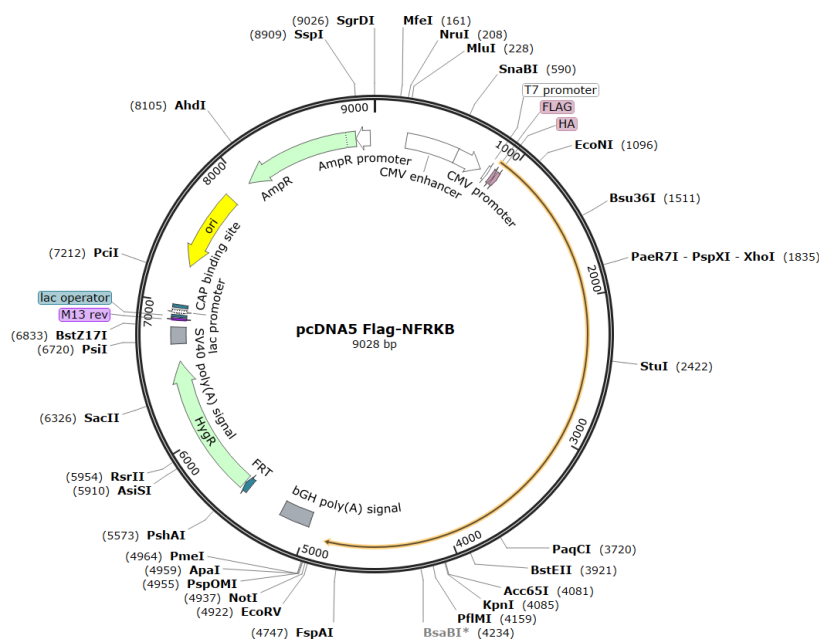 (9026) SgrDI
MfeI (161)
(8909) SspI
NruI (208)
MluI (228)
SnaBI (590)
T7 promoter
FLAG
HA
(8105) AhdI
EcoNI (1096)
9000
1000
AmpR promoter
CMV enhancer
CMV promoter
AmpR
8000
Bsu36I (1511)
ori
(7212) PciI
PaeR7I - PspXI - XhoI (1835)
2000
CAP binding site
lac operator
lac promoter
M13 rev
7000
(6833) BstZ17I
(6720) PsiI
SV40 poly(A) signal
pcDNA5 Flag-NFRKB
9028 bp
StuI (2422)
(6326) SacII
HygR
3000
6000
FRT
(5954) RsrII
(5910) AsiSI
bGH poly(A) signal
(5573) PshAI
5000
4000
PaqCI (3720)
(4964) PmeI
BstEII (3921)
(4959) ApaI
(4955) PspOMI
Acc65I (4081)
(4937) NotI
KpnI (4085)
(4922) EcoRV
PflMI (4159)
(4747) FspAI
BsaBI* (4234)